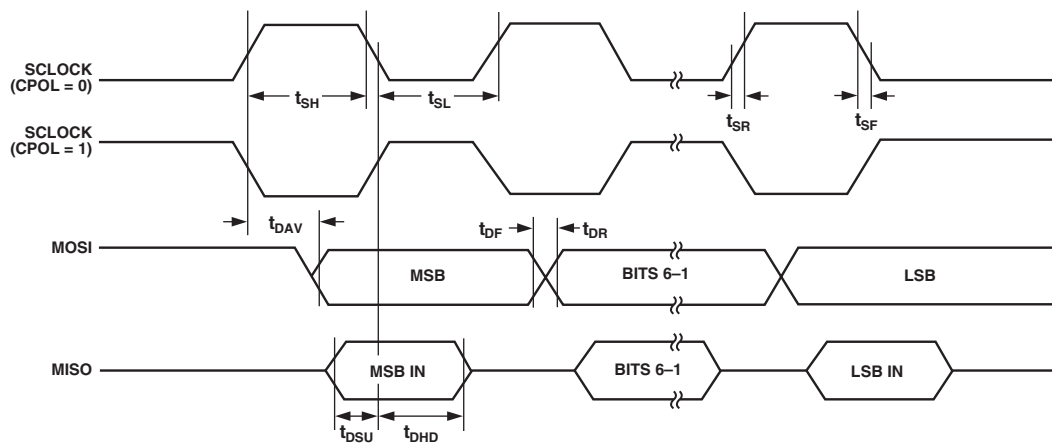 SCLOCK
(CPOL = 0)
tSH
tSL
tSR
tSF
SCLOCK
(CPOL = 1)
tDAV
tDF
tDR
MOSI
MSB
BITS 6–1
LSB
MISO
MSB IN
BITS 6–1
LSB IN
tDSU
tDHD